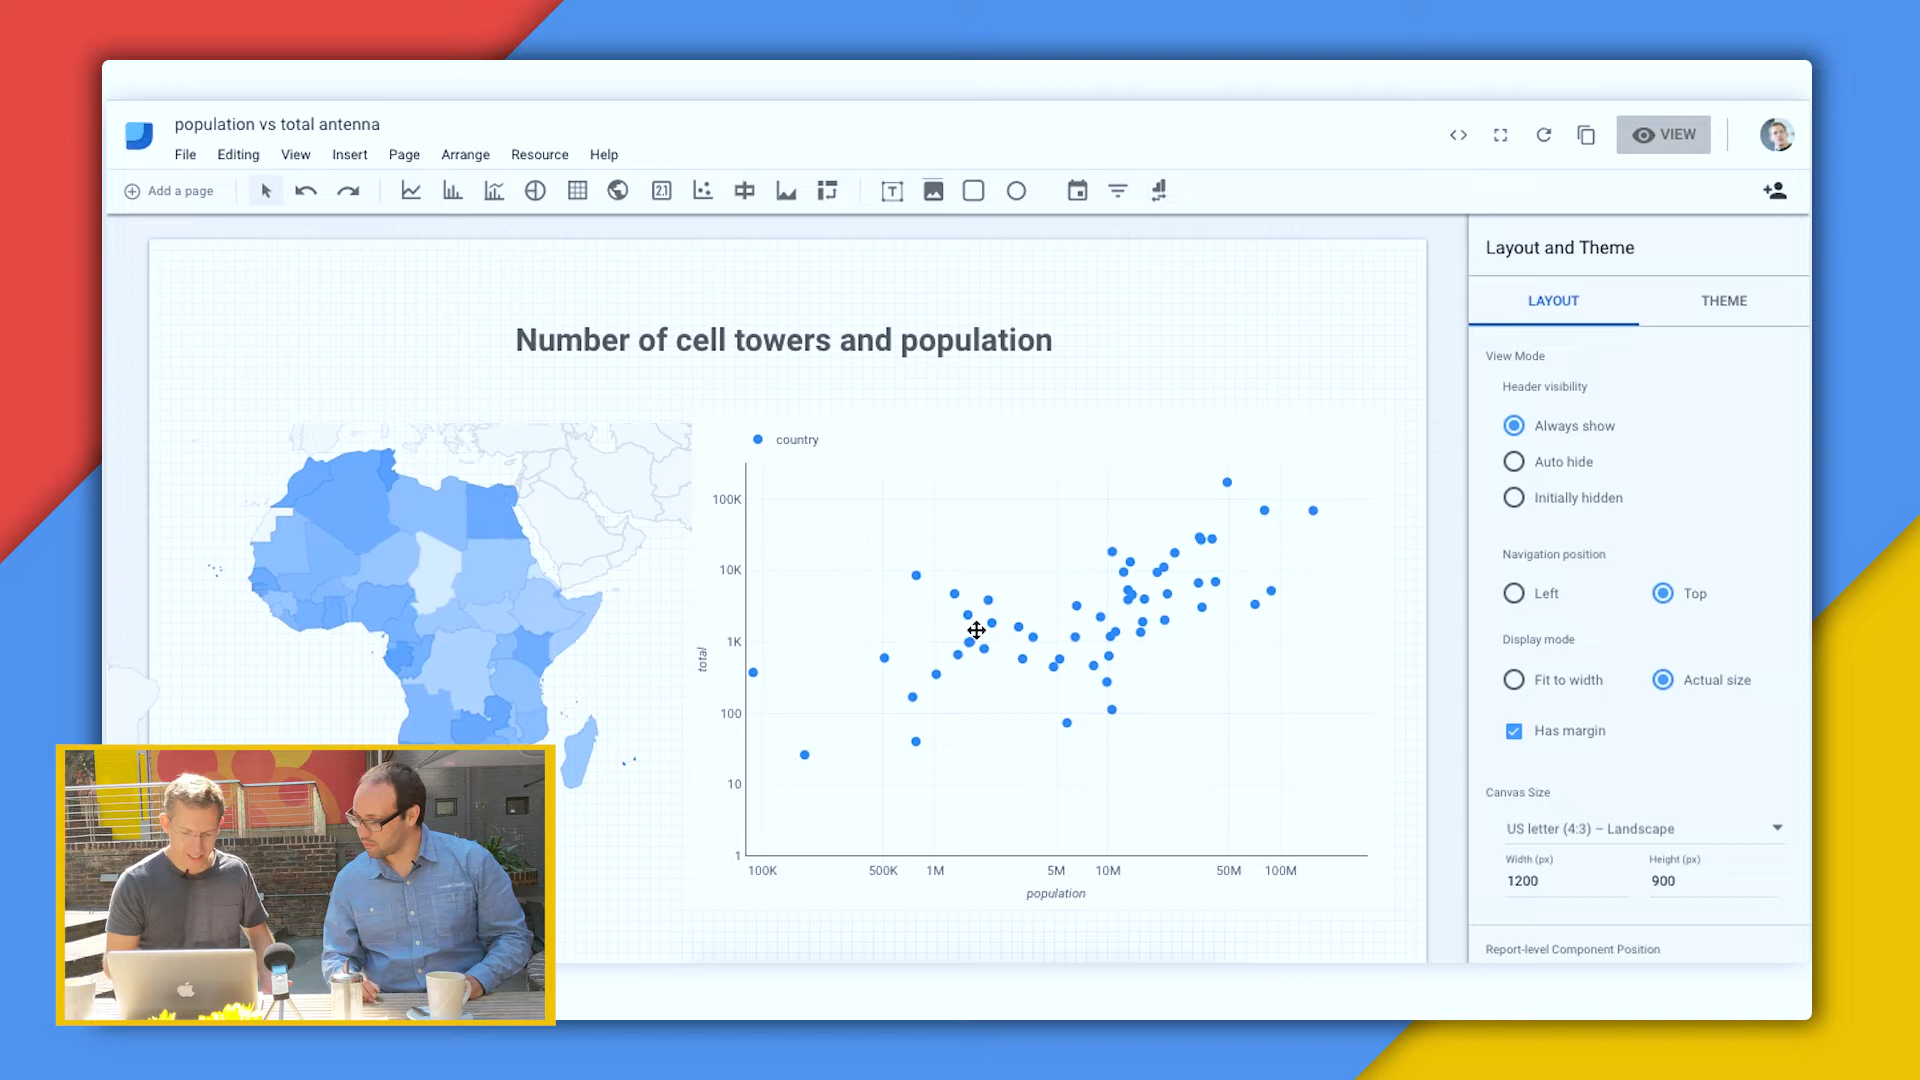 population vs total antenna
File Editing View Insert Page Arrange Resource Help
VIEW
Add a page
2.1
T
Layout and Theme
LAYOUT THEME
View Mode
Header visibility
Always show
Auto hide
Initially hidden
Navigation position
Left Top
Display mode
Fit to width Actual size
Has margin
Canvas Size
US letter (4:3) – Landscape
Width (px) Height (px)
1200 900
Report-level Component Position
Number of cell towers and population
country
100K
10K
1K
100
10
1
total
100K 500K 1M 5M 10M 50M 100M
population